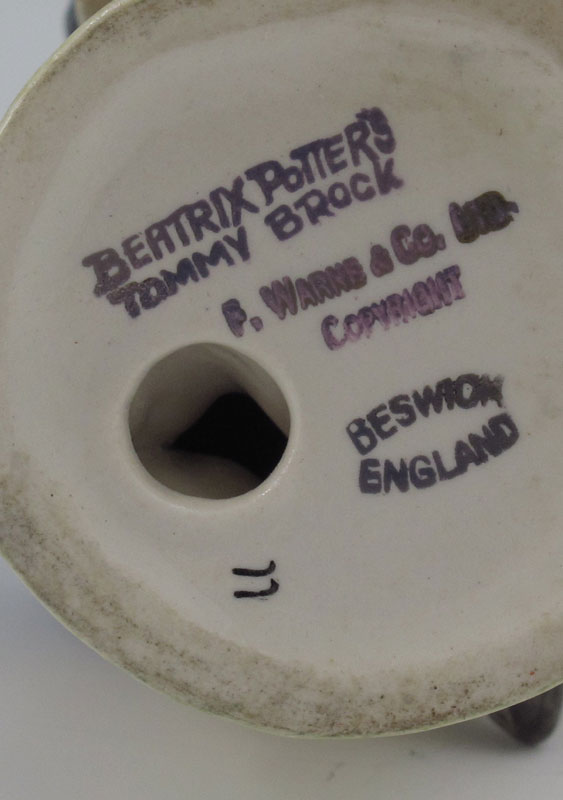 BEATRIX POTTER'S
TOMMY BROCK
F. WARNE & CO. LTD.
COPYRIGHT
BESWICK
ENGLAND